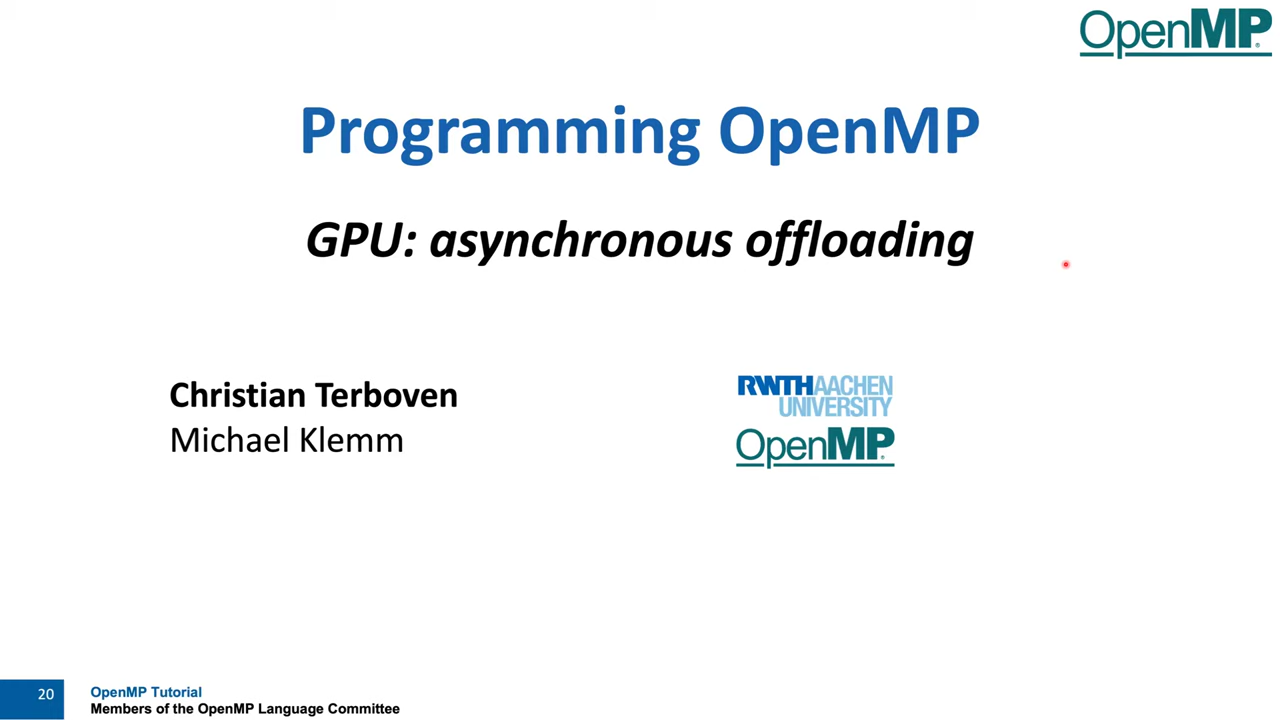 OpenMP
Programming OpenMP
GPU: asynchronous offloading
Christian Terboven
Michael Klemm
RWTHAACHEN
UNIVERSITY
OpenMP
20
OpenMP Tutorial
Members of the OpenMP Language Committee